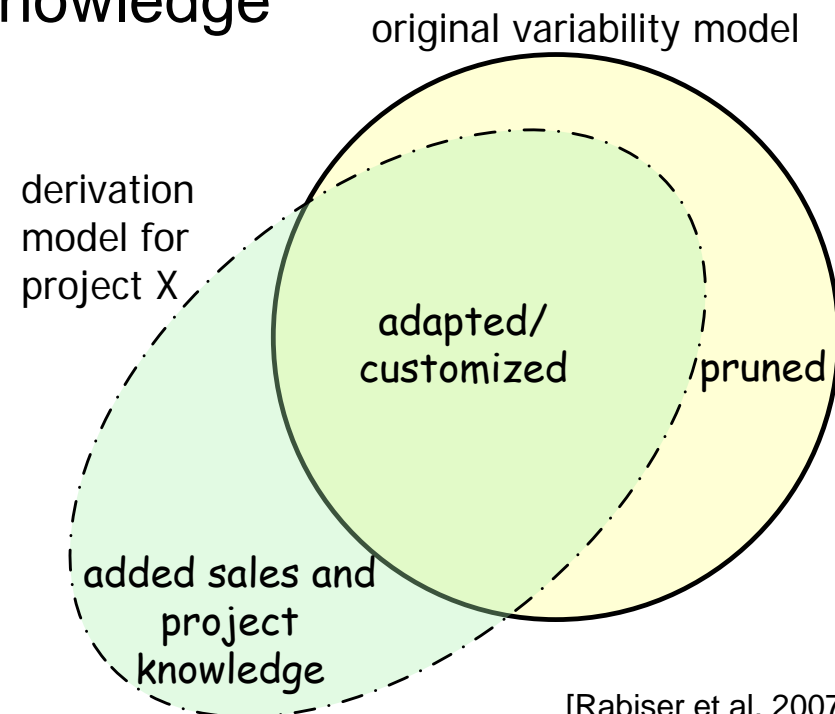 original variability model
derivation
model for
project X
adapted/
customized
pruned
added sales and
project
knowledge
[Rabiser et al. 2007